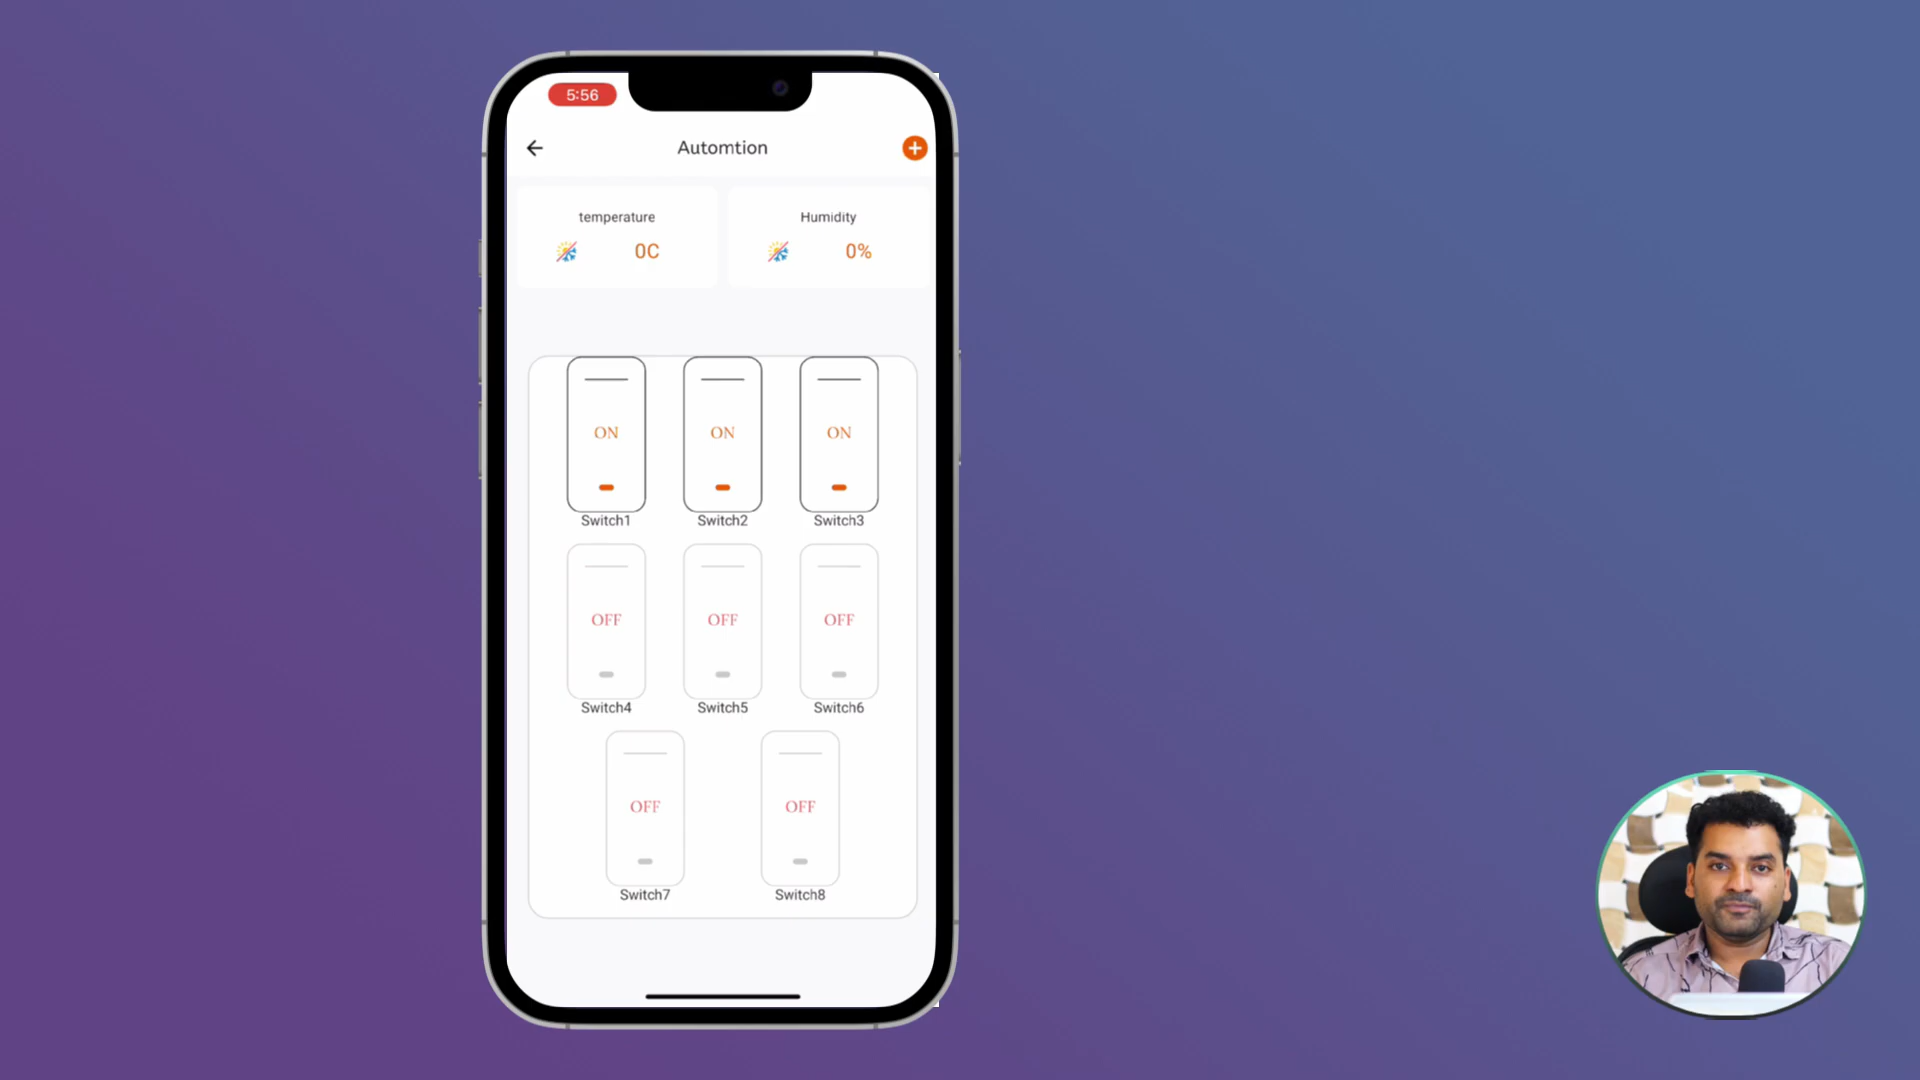 5:56
Automtion
temperature Humidity
0C 0%
ON ON ON
Switch1 Switch2 Switch3
OFF OFF OFF
Switch4 Switch5 Switch6
OFF OFF
Switch7 Switch8